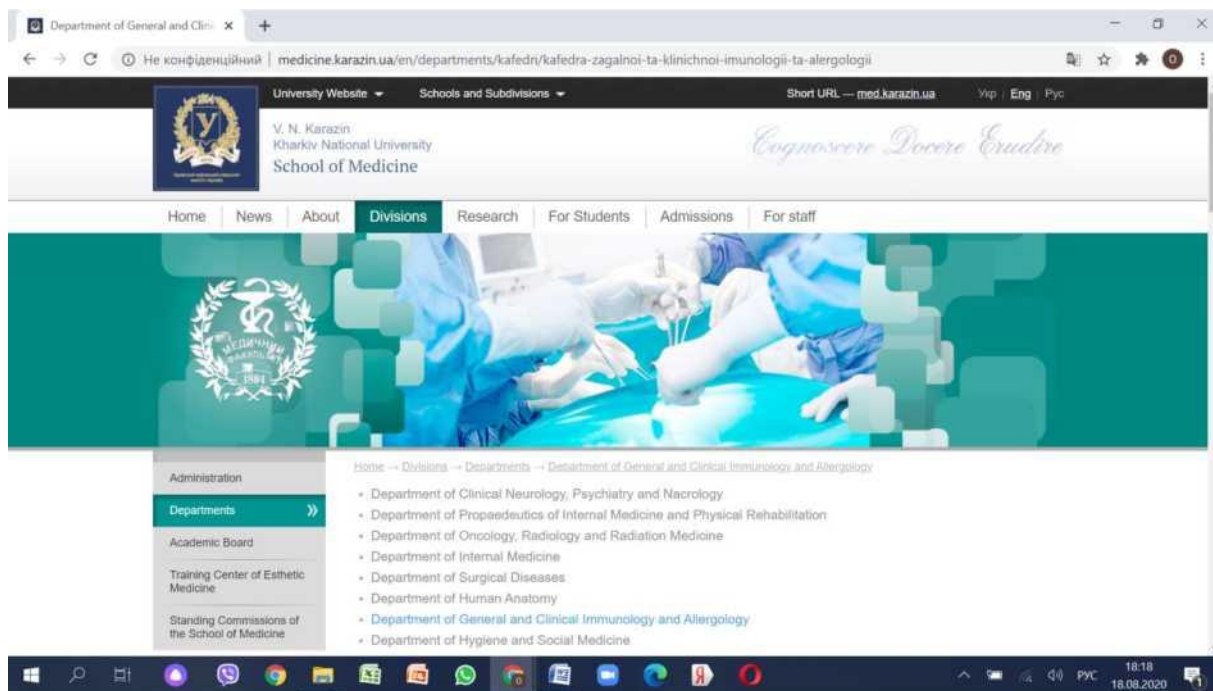 Department of General and Clini
Не конфіденційний | medicine.karazin.ua/en/departments/kafedri/kafedra-zagalnoi-ta-klinichnoi-imunologii-ta-alergologii
University Website Schools and Subdivisions Short URL — med.karazin.ua Укр Eng Рус
V. N. Karazin
Kharkiv National University
School of Medicine
Cognoscere Docere Erudire
Home News About Divisions Research For Students Admissions For staff
МЕДИЧНИЙ
ФАКУЛЬТЕТ
Home → Divisions → Departments → Department of General and Clinical Immunology and Allergology
Administration
Departments »
Academic Board
Training Center of Esthetic
Medicine
Standing Commissions of
the School of Medicine
• Department of Clinical Neurology, Psychiatry and Nacrology
• Department of Propaedeutics of Internal Medicine and Physical Rehabilitation
• Department of Oncology, Radiology and Radiation Medicine
• Department of Internal Medicine
• Department of Surgical Diseases
• Department of Human Anatomy
• Department of General and Clinical Immunology and Allergology
• Department of Hygiene and Social Medicine
РУС
18:18
18.08.2020